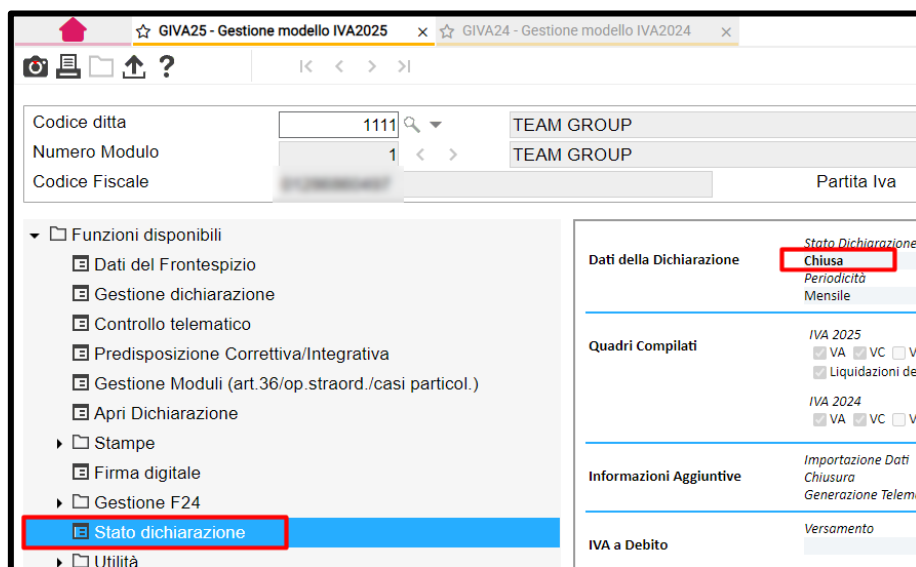 GIVA25 - Gestione modello IVA2025 x GIVA24 - Gestione modello IVA2024 x
Codice ditta 1111 TEAM GROUP
Numero Modulo 1 TEAM GROUP
Codice Fiscale Partita Iva
Funzioni disponibili
Dati del Frontespizio
Gestione dichiarazione
Controllo telematico
Predisposizione Correttiva/Integrativa
Gestione Moduli (art.36/op.straord./casi particol.)
Apri Dichiarazione
Stampe
Firma digitale
Gestione F24
Stato dichiarazione
Utilità
Dati della Dichiarazione
Stato Dichiarazione
Chiusa
Periodicità
Mensile
Quadri Compilati
IVA 2025
VA VC V
Liquidazioni de
IVA 2024
VA VC V
Informazioni Aggiuntive
Importazione Dati
Chiusura
Generazione Telem
IVA a Debito
Versamento